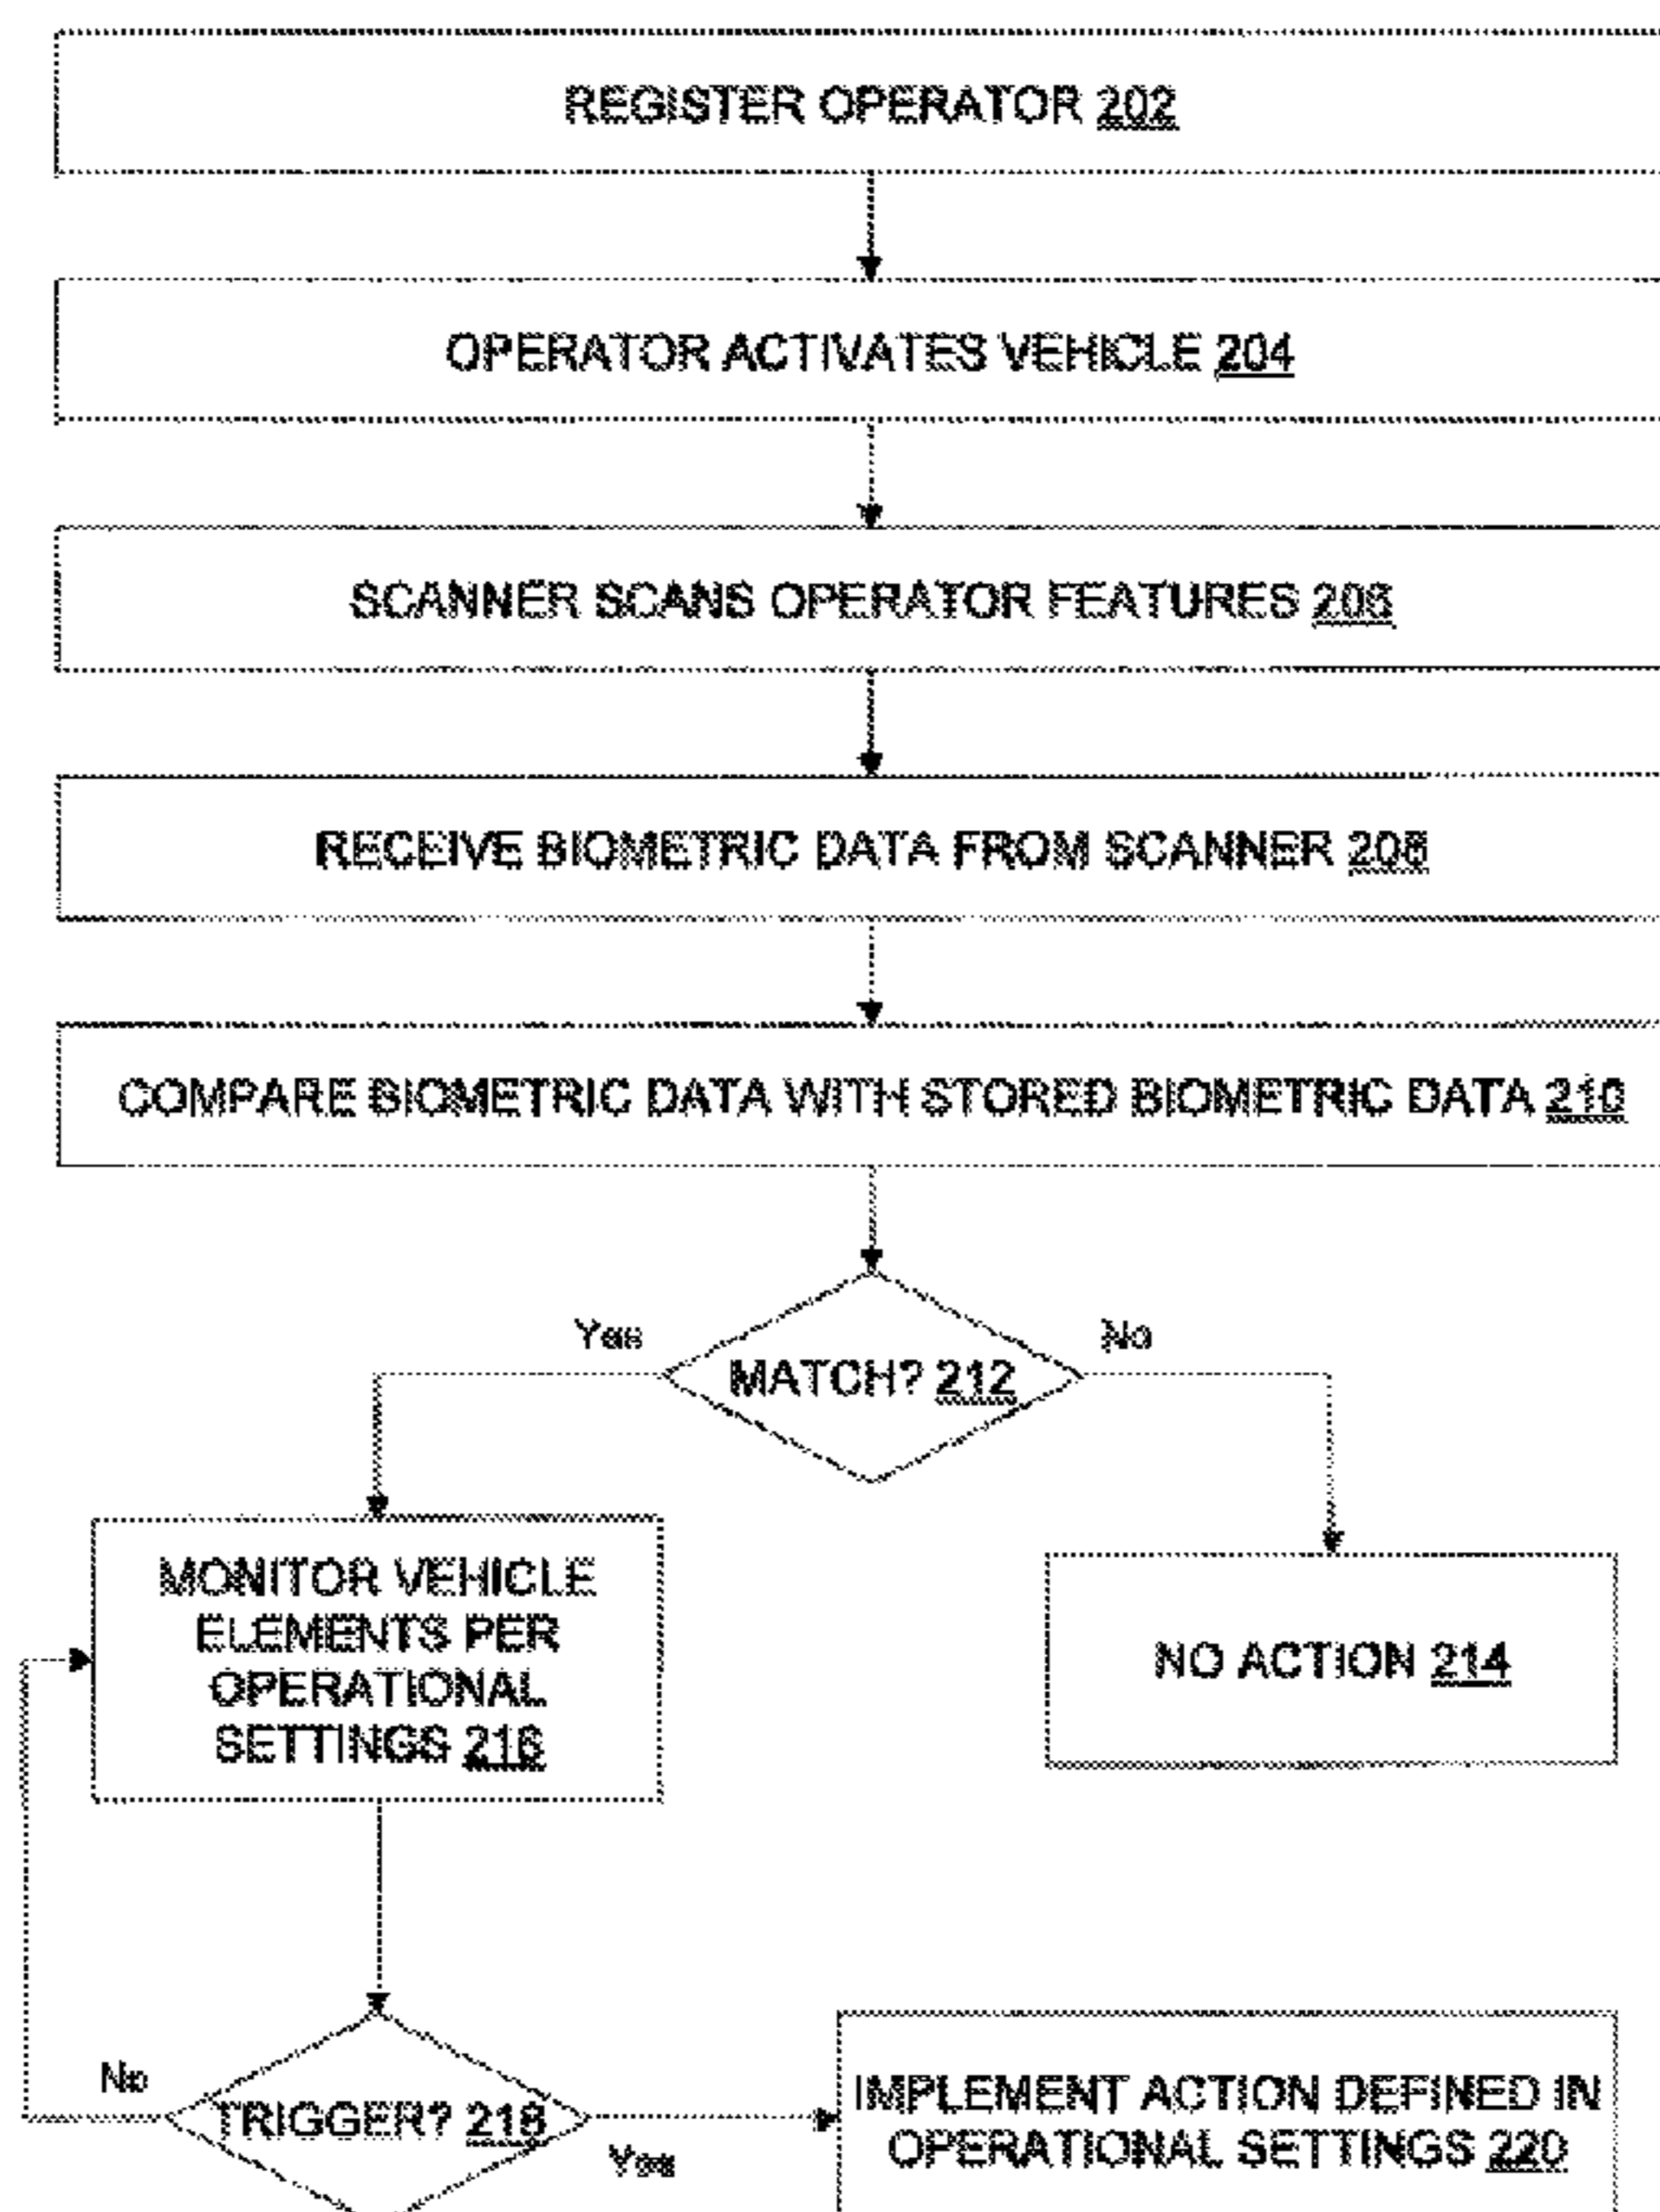 REGISTER OPERATOR 202
OPERATOR ACTIVATES VEHICLE 204
SCANNER SCANS OPERATOR FEATURES 206
RECEIVE BIOMETRIC DATA FROM SCANNER 208
COMPARE BIOMETRIC DATA WITH STORED BIOMETRIC DATA 210
Yes
No
MATCH? 212
MONITOR VEHICLE
ELEMENTS PER
OPERATIONAL
SETTINGS 216
NO ACTION 214
No
TRIGGER? 218
Yes
IMPLEMENT ACTION DEFINED IN
OPERATIONAL SETTINGS 220